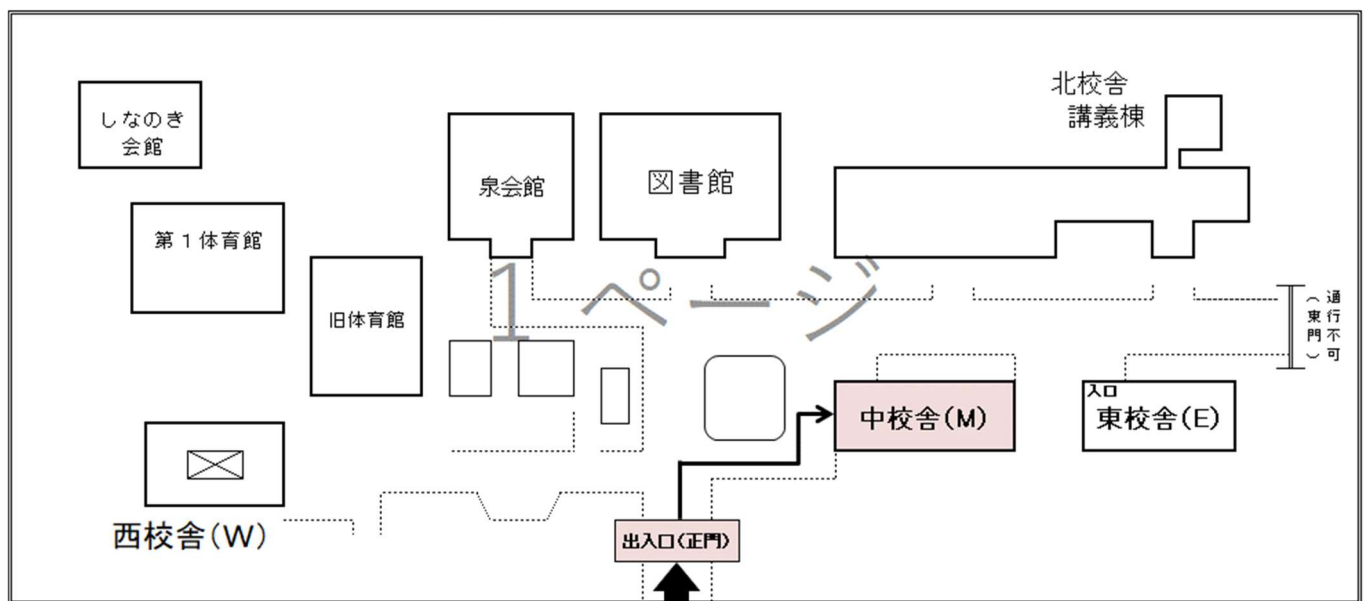 北校舎
講義棟
しなのき
会館
泉会館
図書館
第１体育館
旧体育館
1 ページ
通行不可
（東門）
入口
中校舎(M)
東校舎(E)
西校舎(W)
出入口(正門)